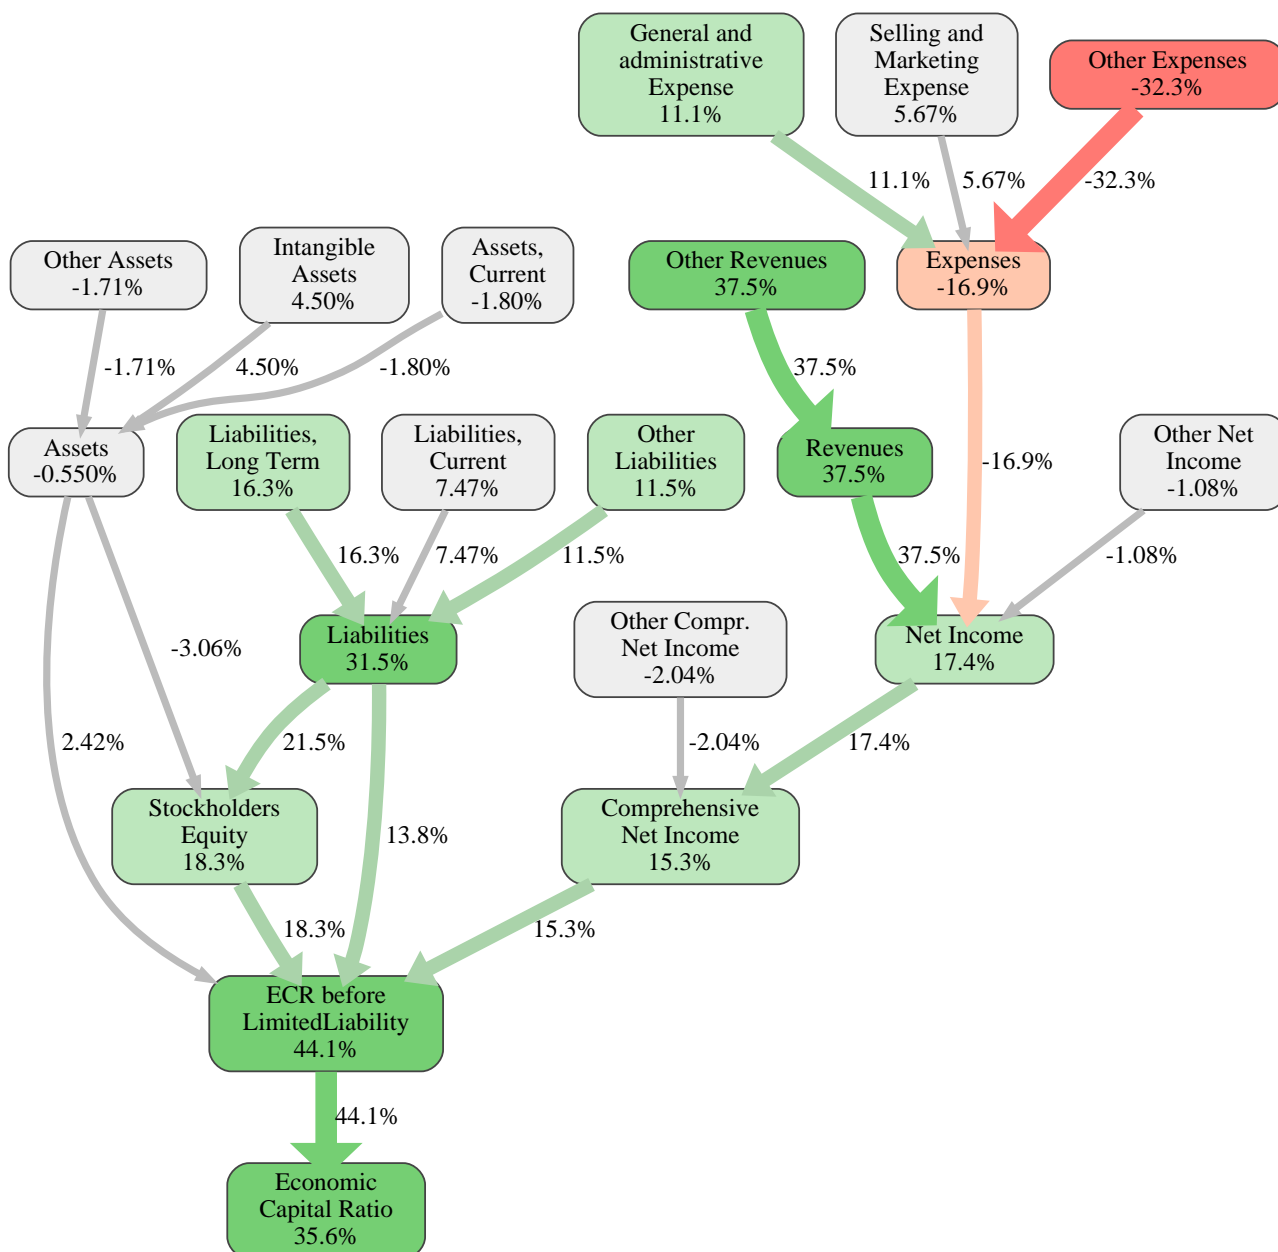 General and
administrative
Expense
11.1%
Selling and
Marketing
Expense
5.67%
Other Expenses
-32.3%
11.1%
5.67%
-32.3%
Other Assets
-1.71%
Intangible
Assets
4.50%
Assets,
Current
-1.80%
Other Revenues
37.5%
Expenses
-16.9%
-1.71%
4.50%
-1.80%
37.5%
Assets
-0.550%
Liabilities,
Long Term
16.3%
Liabilities,
Current
7.47%
Other
Liabilities
11.5%
Revenues
37.5%
-16.9%
Other Net
Income
-1.08%
16.3%
7.47%
11.5%
37.5%
-1.08%
-3.06%
Liabilities
31.5%
Other Compr.
Net Income
-2.04%
Net Income
17.4%
2.42%
21.5%
-2.04%
17.4%
Stockholders
Equity
18.3%
13.8%
Comprehensive
Net Income
15.3%
18.3%
15.3%
ECR before
LimitedLiability
44.1%
44.1%
Economic
Capital Ratio
35.6%